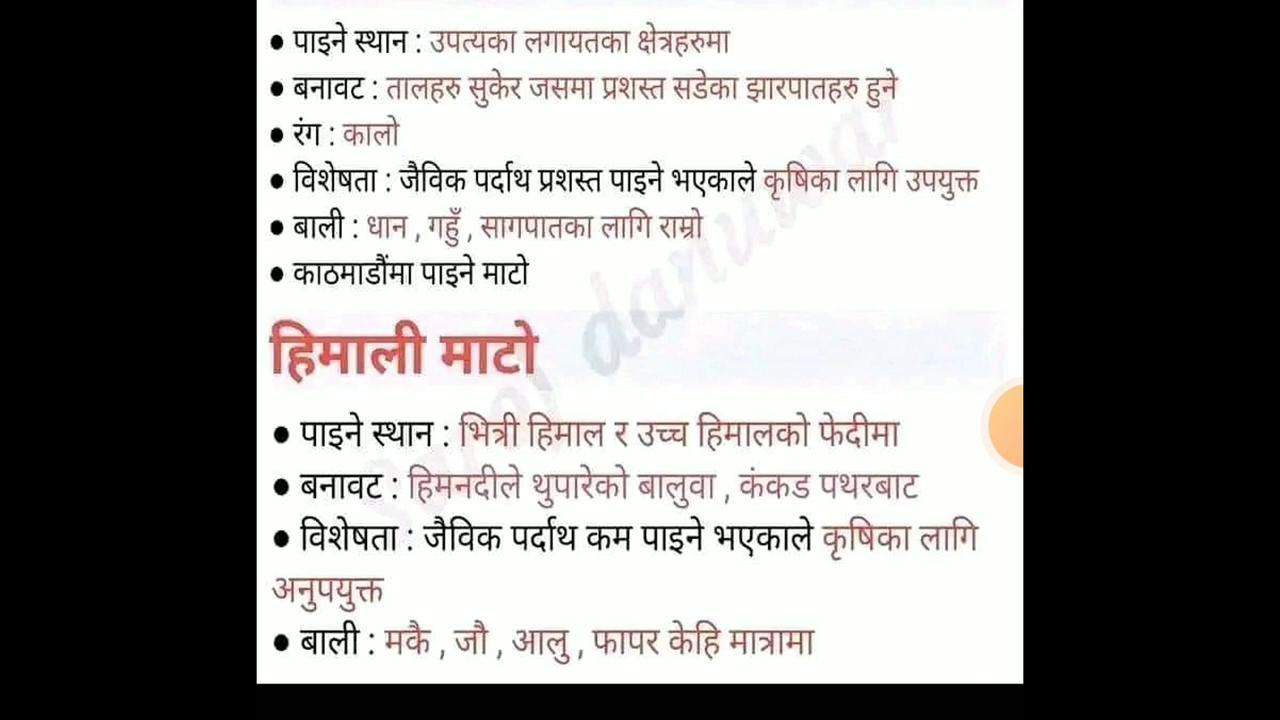 ● पाइने स्थान : उपत्यका लगायतका क्षेत्रहरुमा
● बनावट : तालहरु सुकेर जसमा प्रशस्त सडेका झारपातहरु हुने
● रंग : कालो
● विशेषता : जैविक पर्दाथ प्रशस्त पाइने भएकाले कृषिका लागि उपयुक्त
● बाली : धान , गहुँ , सागपातका लागि राम्रो
● काठमाडौंमा पाइने माटो
हिमाली माटो
● पाइने स्थान : भित्री हिमाल र उच्च हिमालको फेदीमा
● बनावट : हिमनदीले थुपारेको बालुवा , कंकड पथरबाट
● विशेषता : जैविक पर्दाथ कम पाइने भएकाले कृषिका लागि
अनुपयुक्त
● बाली : मकै , जौ , आलु , फापर केहि मात्रामा
danuwar